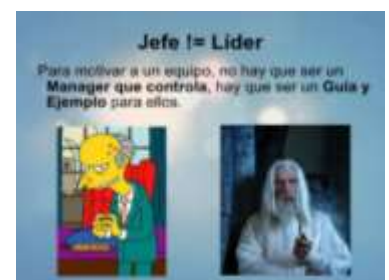 Jefe != Líder
Para motivar a un equipo, no hay que ser un
Manager que controla, hay que ser un Guía y
Ejemplo para ellos.